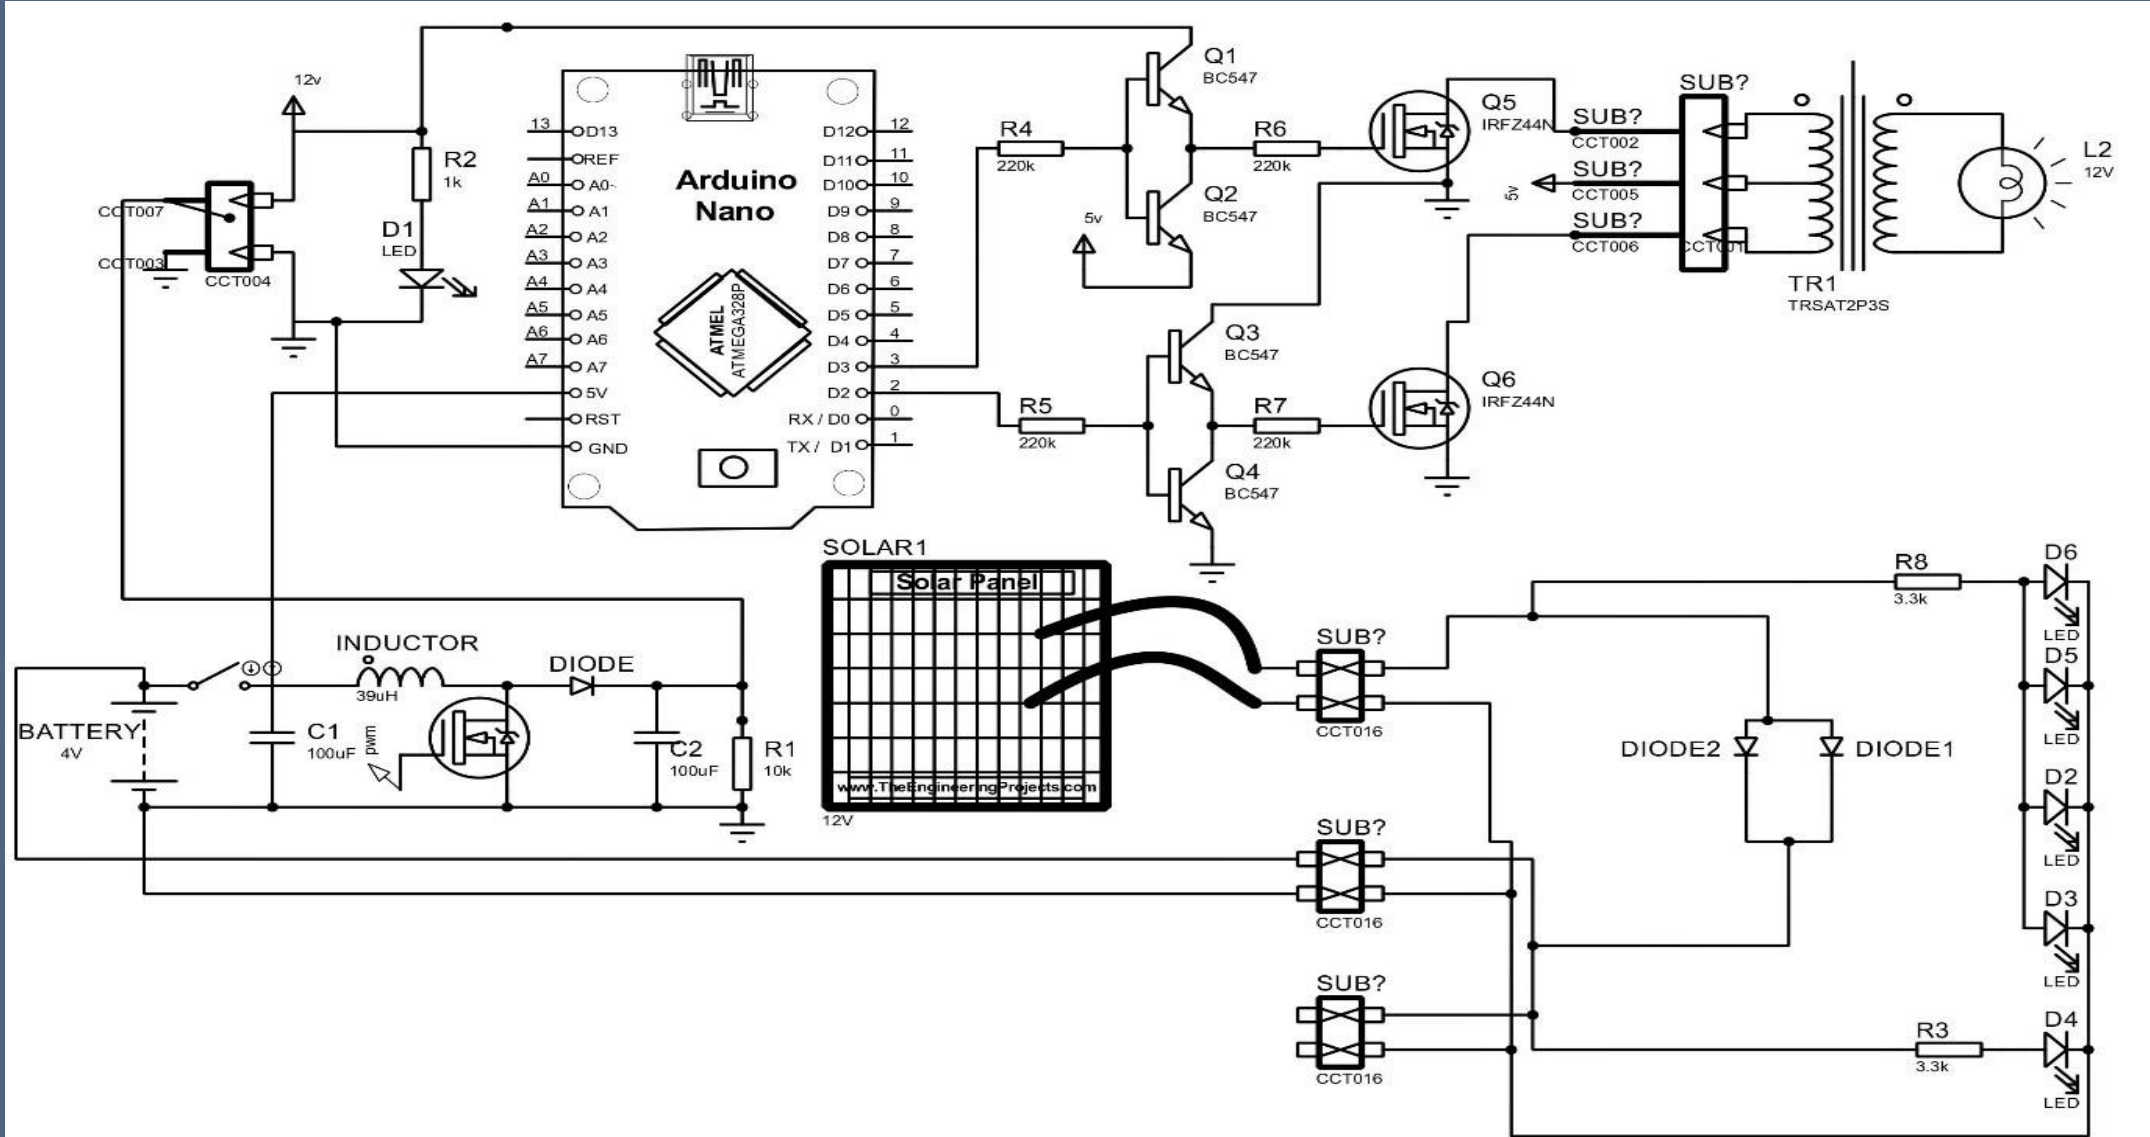 12v
CCT007
CCT003
CCT004
R2
1k
D1
LED
13
D13
REF
A0
A0-
A1
A1
A2
A2
A3
A3
A4
A4
A5
A5
A6
A6
A7
A7
5V
RST
GND
Arduino
Nano
ATMEL
ATMEGA328P
D12
12
D11
11
D10
10
D9
9
D8
8
D7
7
D6
6
D5
5
D4
4
D3
3
D2
2
RX / D0
0
TX / D1
1
R4
220k
R5
220k
Q1
BC547
Q2
BC547
5v
R6
220k
Q3
BC547
Q4
BC547
R7
220k
Q5
IRFZ44N
Q6
IRFZ44N
SUB?
SUB?
CCT002
SUB?
CCT005
5v
SUB?
CCT006
CCT001
TR1
TRSAT2P3S
L2
12V
BATTERY
4V
INDUCTOR
39uH
DIODE
C1
100uF
pwm
C2
100uF
R1
10k
SOLAR1
Solar Panel
www.TheEngineeringProjects.com
12V
SUB?
CCT016
SUB?
CCT016
SUB?
CCT016
DIODE2
DIODE1
R8
3.3k
D6
LED
D5
LED
D2
LED
D3
LED
R3
3.3k
D4
LED